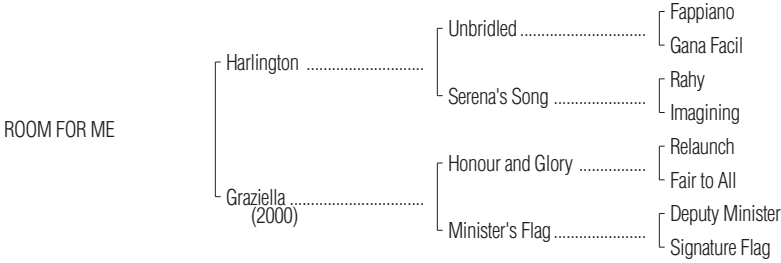 Fappiano
Unbridled ..............................
Gana Facil
Harlington ............................
Rahy
Serena's Song ......................
Imagining
ROOM FOR ME
Relaunch
Honour and Glory ................
Fair to All
Graziella ................................
(2000)
Deputy Minister
Minister's Flag ......................
Signature Flag